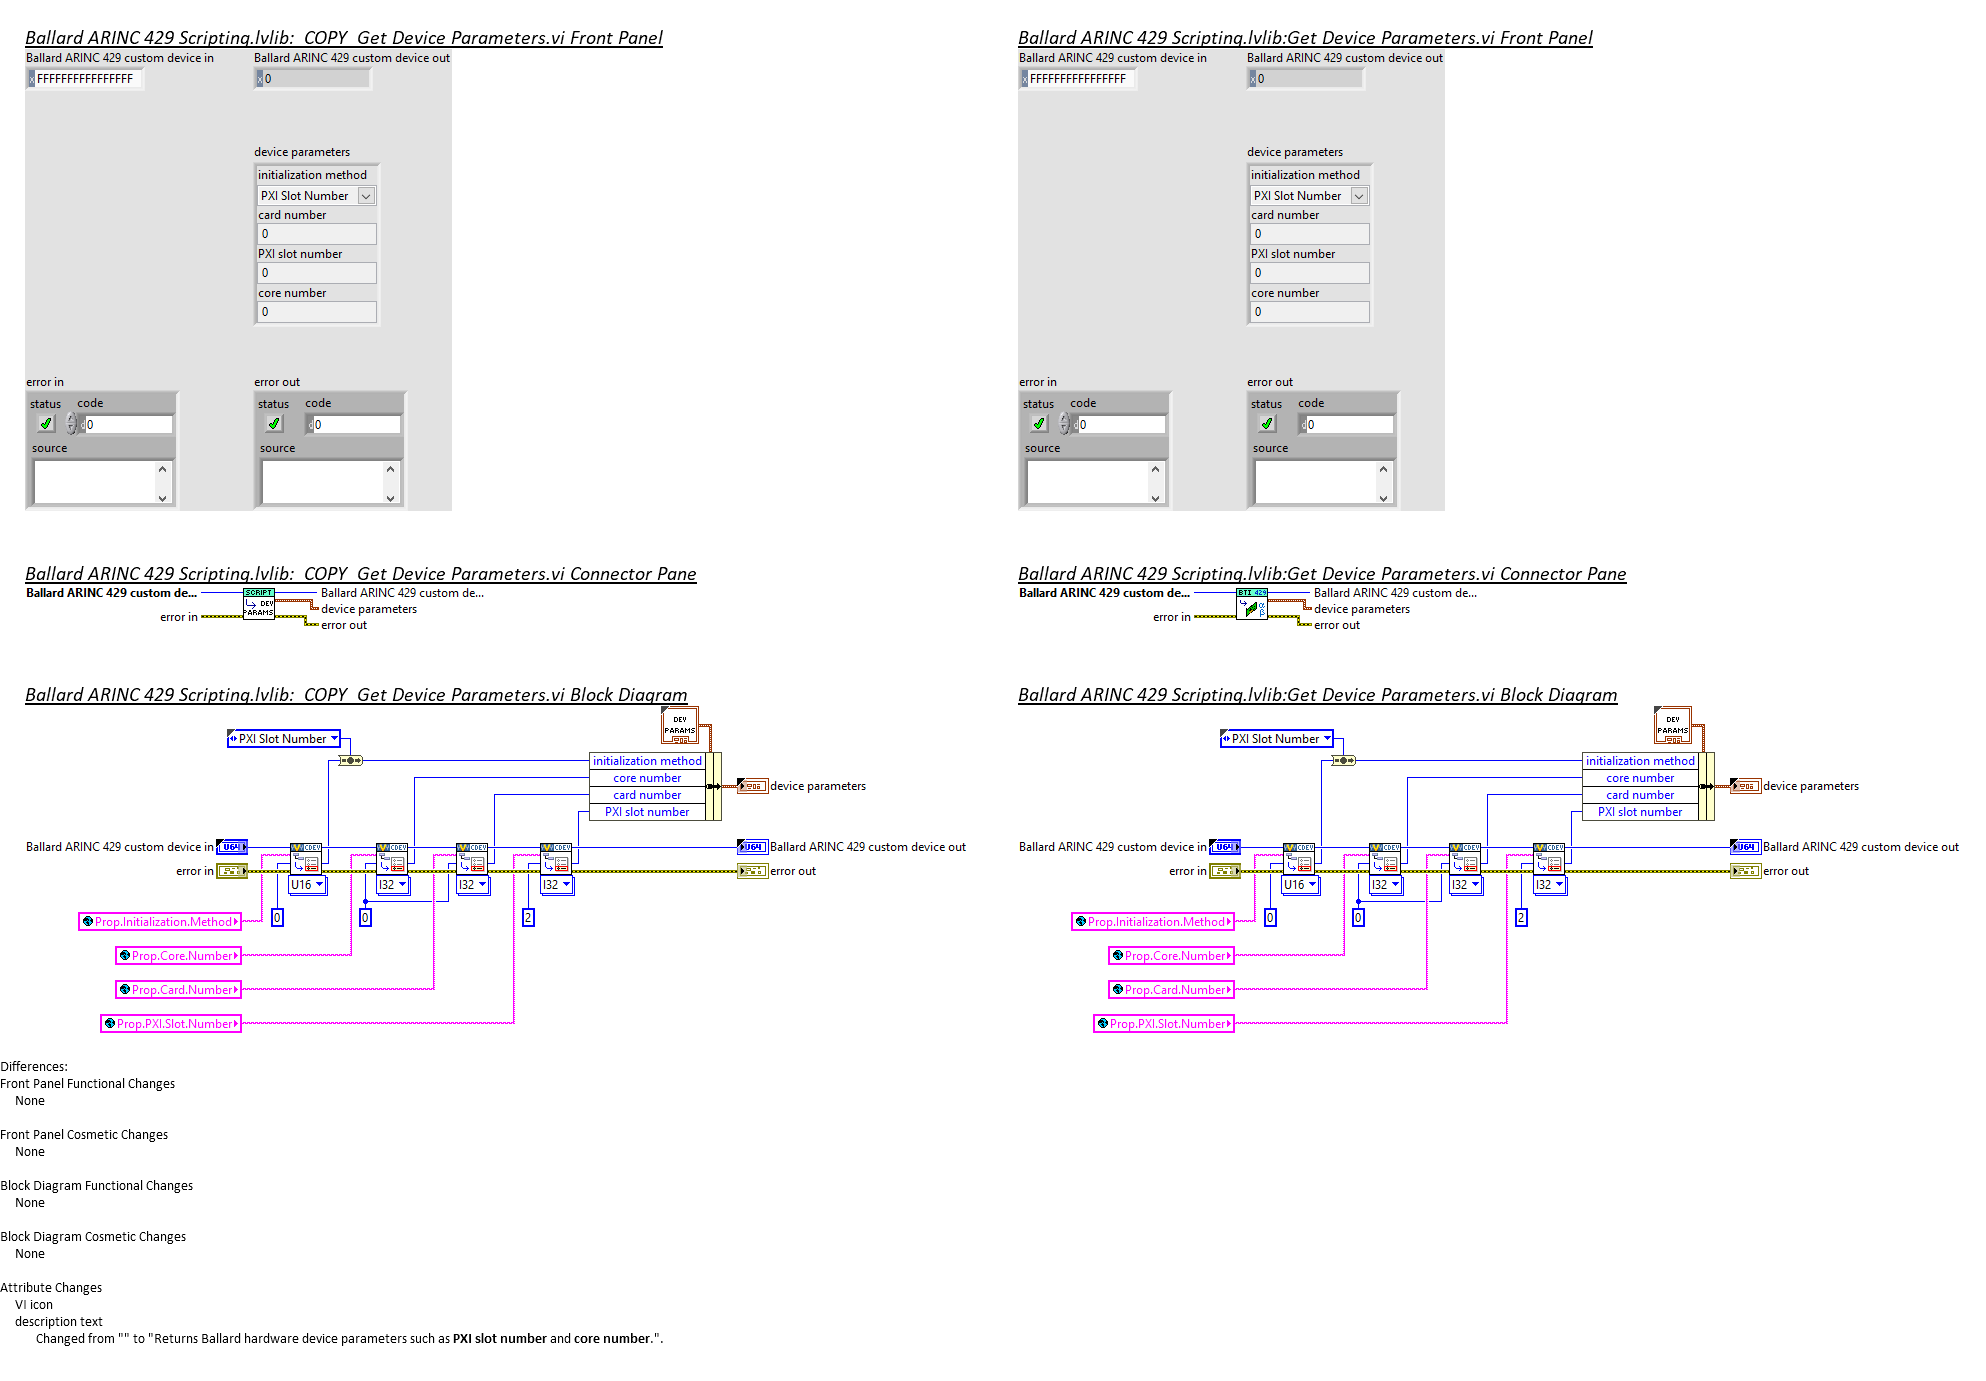 Ballard ARINC 429 Scripting.lvlib:_COPY_Get Device Parameters.vi Front Panel
Ballard ARINC 429 custom device in
Ballard ARINC 429 custom device out
x FFFFFFFFFFFFFFFF
x 0
device parameters
initialization method
PXI Slot Number
card number
0
PXI slot number
0
core number
0
error in
error out
status code
status code
d 0
d 0
source
source
Ballard ARINC 429 Scripting.lvlib:Get Device Parameters.vi Front Panel
Ballard ARINC 429 custom device in
Ballard ARINC 429 custom device out
x FFFFFFFFFFFFFFFF
x 0
device parameters
initialization method
PXI Slot Number
card number
0
PXI slot number
0
core number
0
error in
error out
status code
status code
d 0
d 0
source
source
Ballard ARINC 429 Scripting.lvlib:_COPY_Get Device Parameters.vi Connector Pane
Ballard ARINC 429 custom de...
SCRIPT
DEV
PARAMS
Ballard ARINC 429 custom de...
device parameters
error in
error out
Ballard ARINC 429 Scripting.lvlib:Get Device Parameters.vi Connector Pane
Ballard ARINC 429 custom de...
BTI 429
α
β
Ballard ARINC 429 custom de...
device parameters
error in
error out
Ballard ARINC 429 Scripting.lvlib:_COPY_Get Device Parameters.vi Block Diagram
DEV
PARAMS
PXI Slot Number
initialization method
core number
card number
PXI slot number
device parameters
Ballard ARINC 429 custom device in
U64
CDEV
CDEV
CDEV
CDEV
U64
Ballard ARINC 429 custom device out
error in
error out
U16
I32
I32
I32
0
0
2
Prop.Initialization.Method
Prop.Core.Number
Prop.Card.Number
Prop.PXI.Slot.Number
Ballard ARINC 429 Scripting.lvlib:Get Device Parameters.vi Block Diagram
DEV
PARAMS
PXI Slot Number
initialization method
core number
card number
PXI slot number
device parameters
Ballard ARINC 429 custom device in
U64
CDEV
CDEV
CDEV
CDEV
U64
Ballard ARINC 429 custom device out
error in
error out
U16
I32
I32
I32
0
0
2
Prop.Initialization.Method
Prop.Core.Number
Prop.Card.Number
Prop.PXI.Slot.Number
Differences:
Front Panel Functional Changes
None
Front Panel Cosmetic Changes
None
Block Diagram Functional Changes
None
Block Diagram Cosmetic Changes
None
Attribute Changes
VI icon
description text
Changed from "" to "Returns Ballard hardware device parameters such as PXI slot number and core number.".